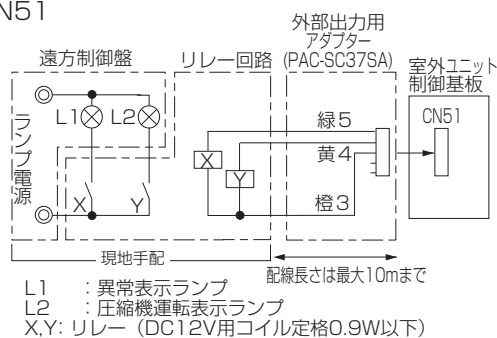 CN51
外部出力用
アダプター
(PAC-SC37SA)
遠方制御盤
リレー回路
室外ユニット
制御基板
CN51
L1
L2
緑5
黄4
橙3
X
Y
X
Y
ランプ電源
現地手配
配線長さは最大10mまで
L1 :異常表示ランプ
L2 :圧縮機運転表示ランプ
X,Y:リレー(DC12V用コイル定格0.9W以下)